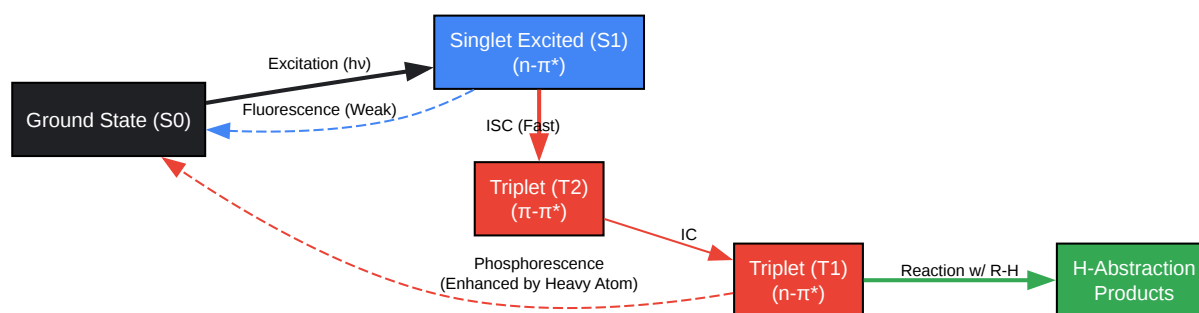 Singlet Excited (S1)
(n-π*)
Excitation (hν)
Ground State (S0)
Fluorescence (Weak)
ISC (Fast)
Triplet (T2)
(π-π*)
IC
Phosphorescence
(Enhanced by Heavy Atom)
Triplet (T1)
(n-π*)
Reaction w/ R-H
H-Abstraction
Products